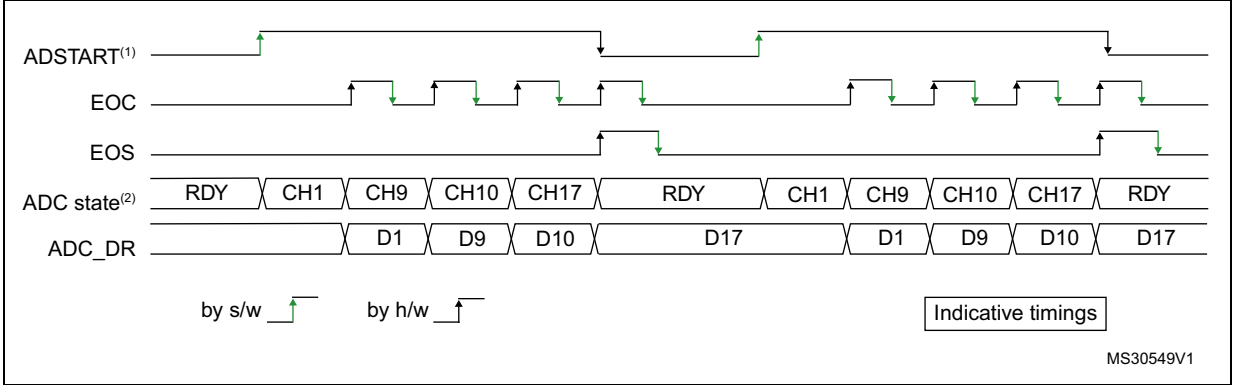 ADSTART(1)
EOC
EOS
ADC state(2) RDY CH1 CH9 CH10 CH17 RDY CH1 CH9 CH10 CH17 RDY
ADC_DR D1 D9 D10 D17 D1 D9 D10 D17
by s/w by h/w Indicative timings
MS30549V1